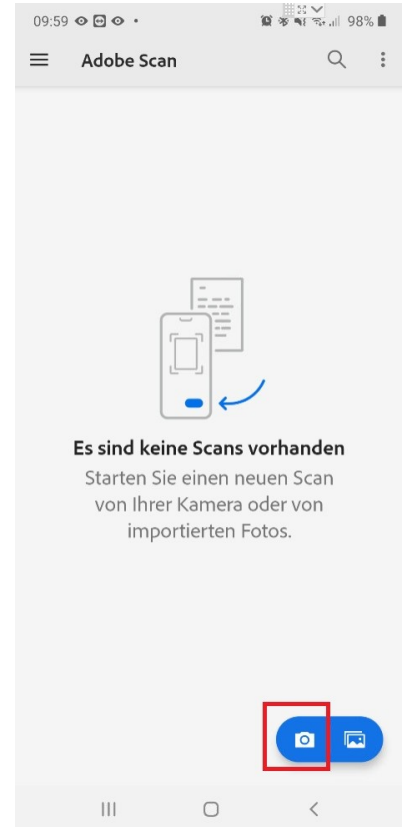 09:59
98%
Adobe Scan
Es sind keine Scans vorhanden
Starten Sie einen neuen Scan
von Ihrer Kamera oder von
importierten Fotos.